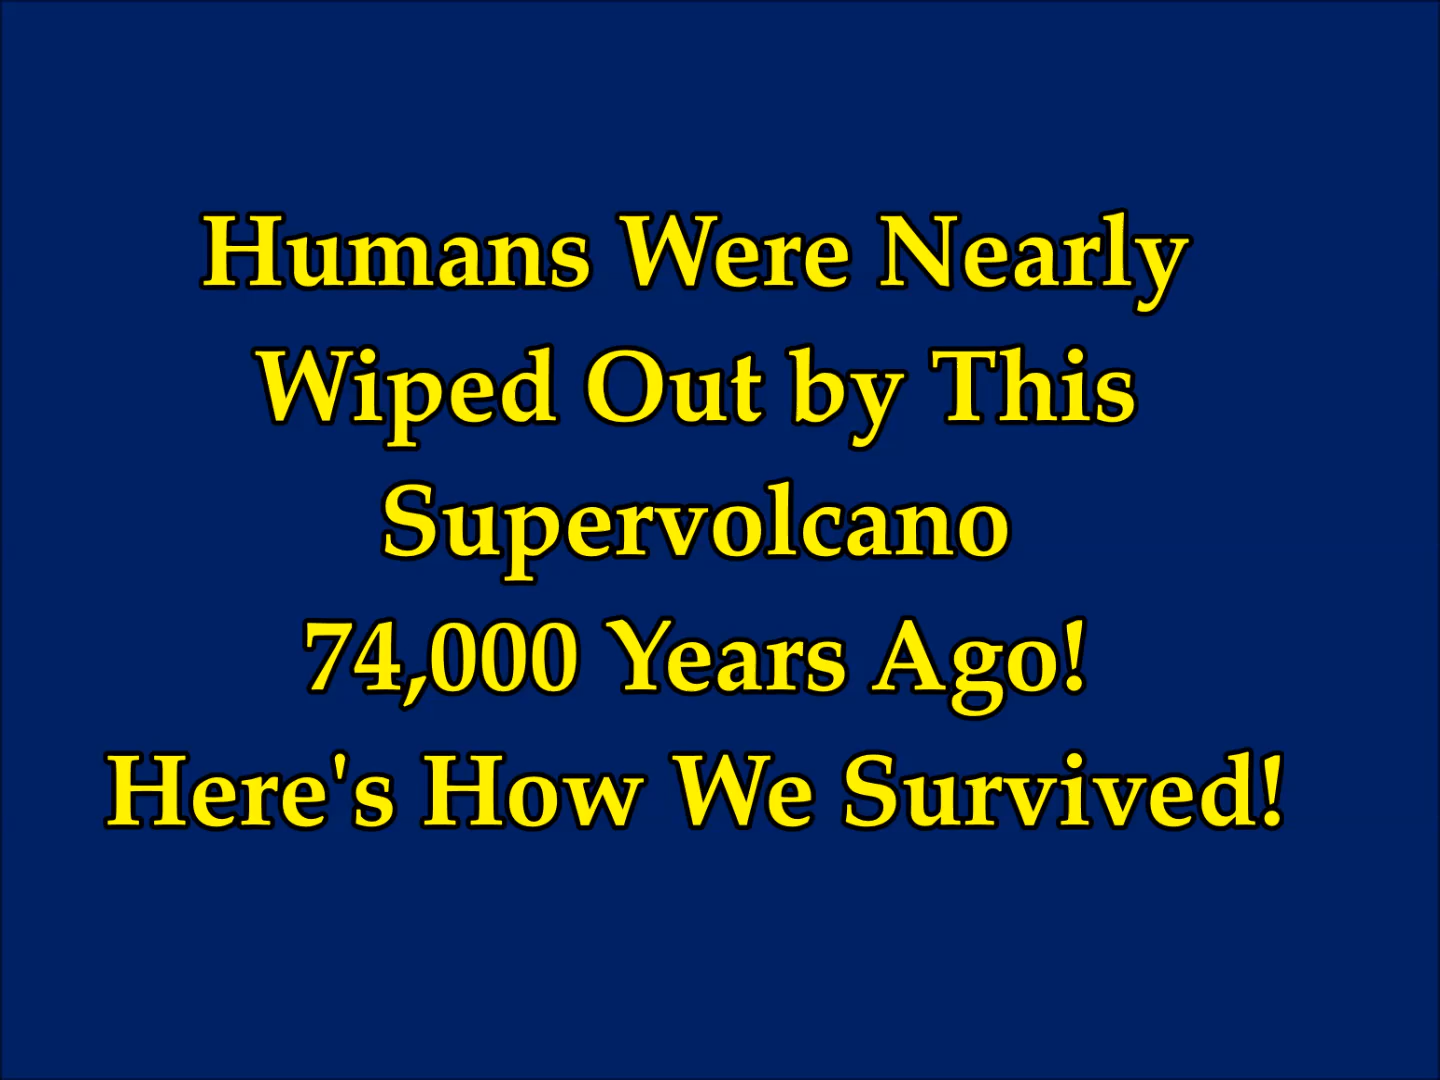 Humans Were Nearly
Wiped Out by This
Supervolcano
74,000 Years Ago!
Here's How We Survived!